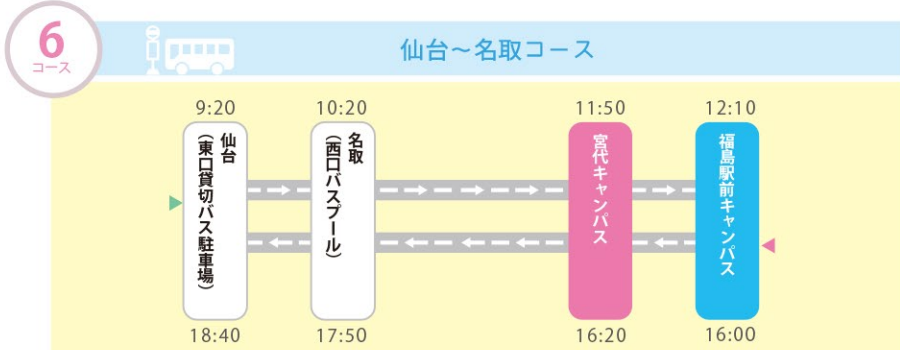 6
コース
仙台～名取コース
9:20
10:20
11:50
12:10
仙台
(東口貸切バス駐車場)
名取
(西口バスプール)
宮代キャンパス
福島駅前キャンパス
18:40
17:50
16:20
16:00